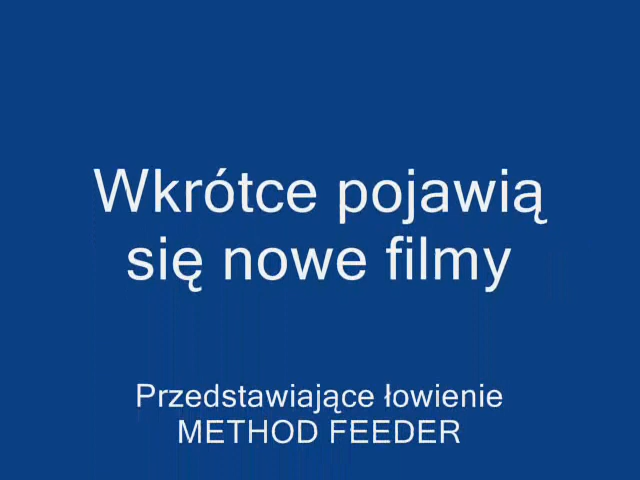 Wkrótce pojawią
się nowe filmy
Przedstawiające łowienie
METHOD FEEDER